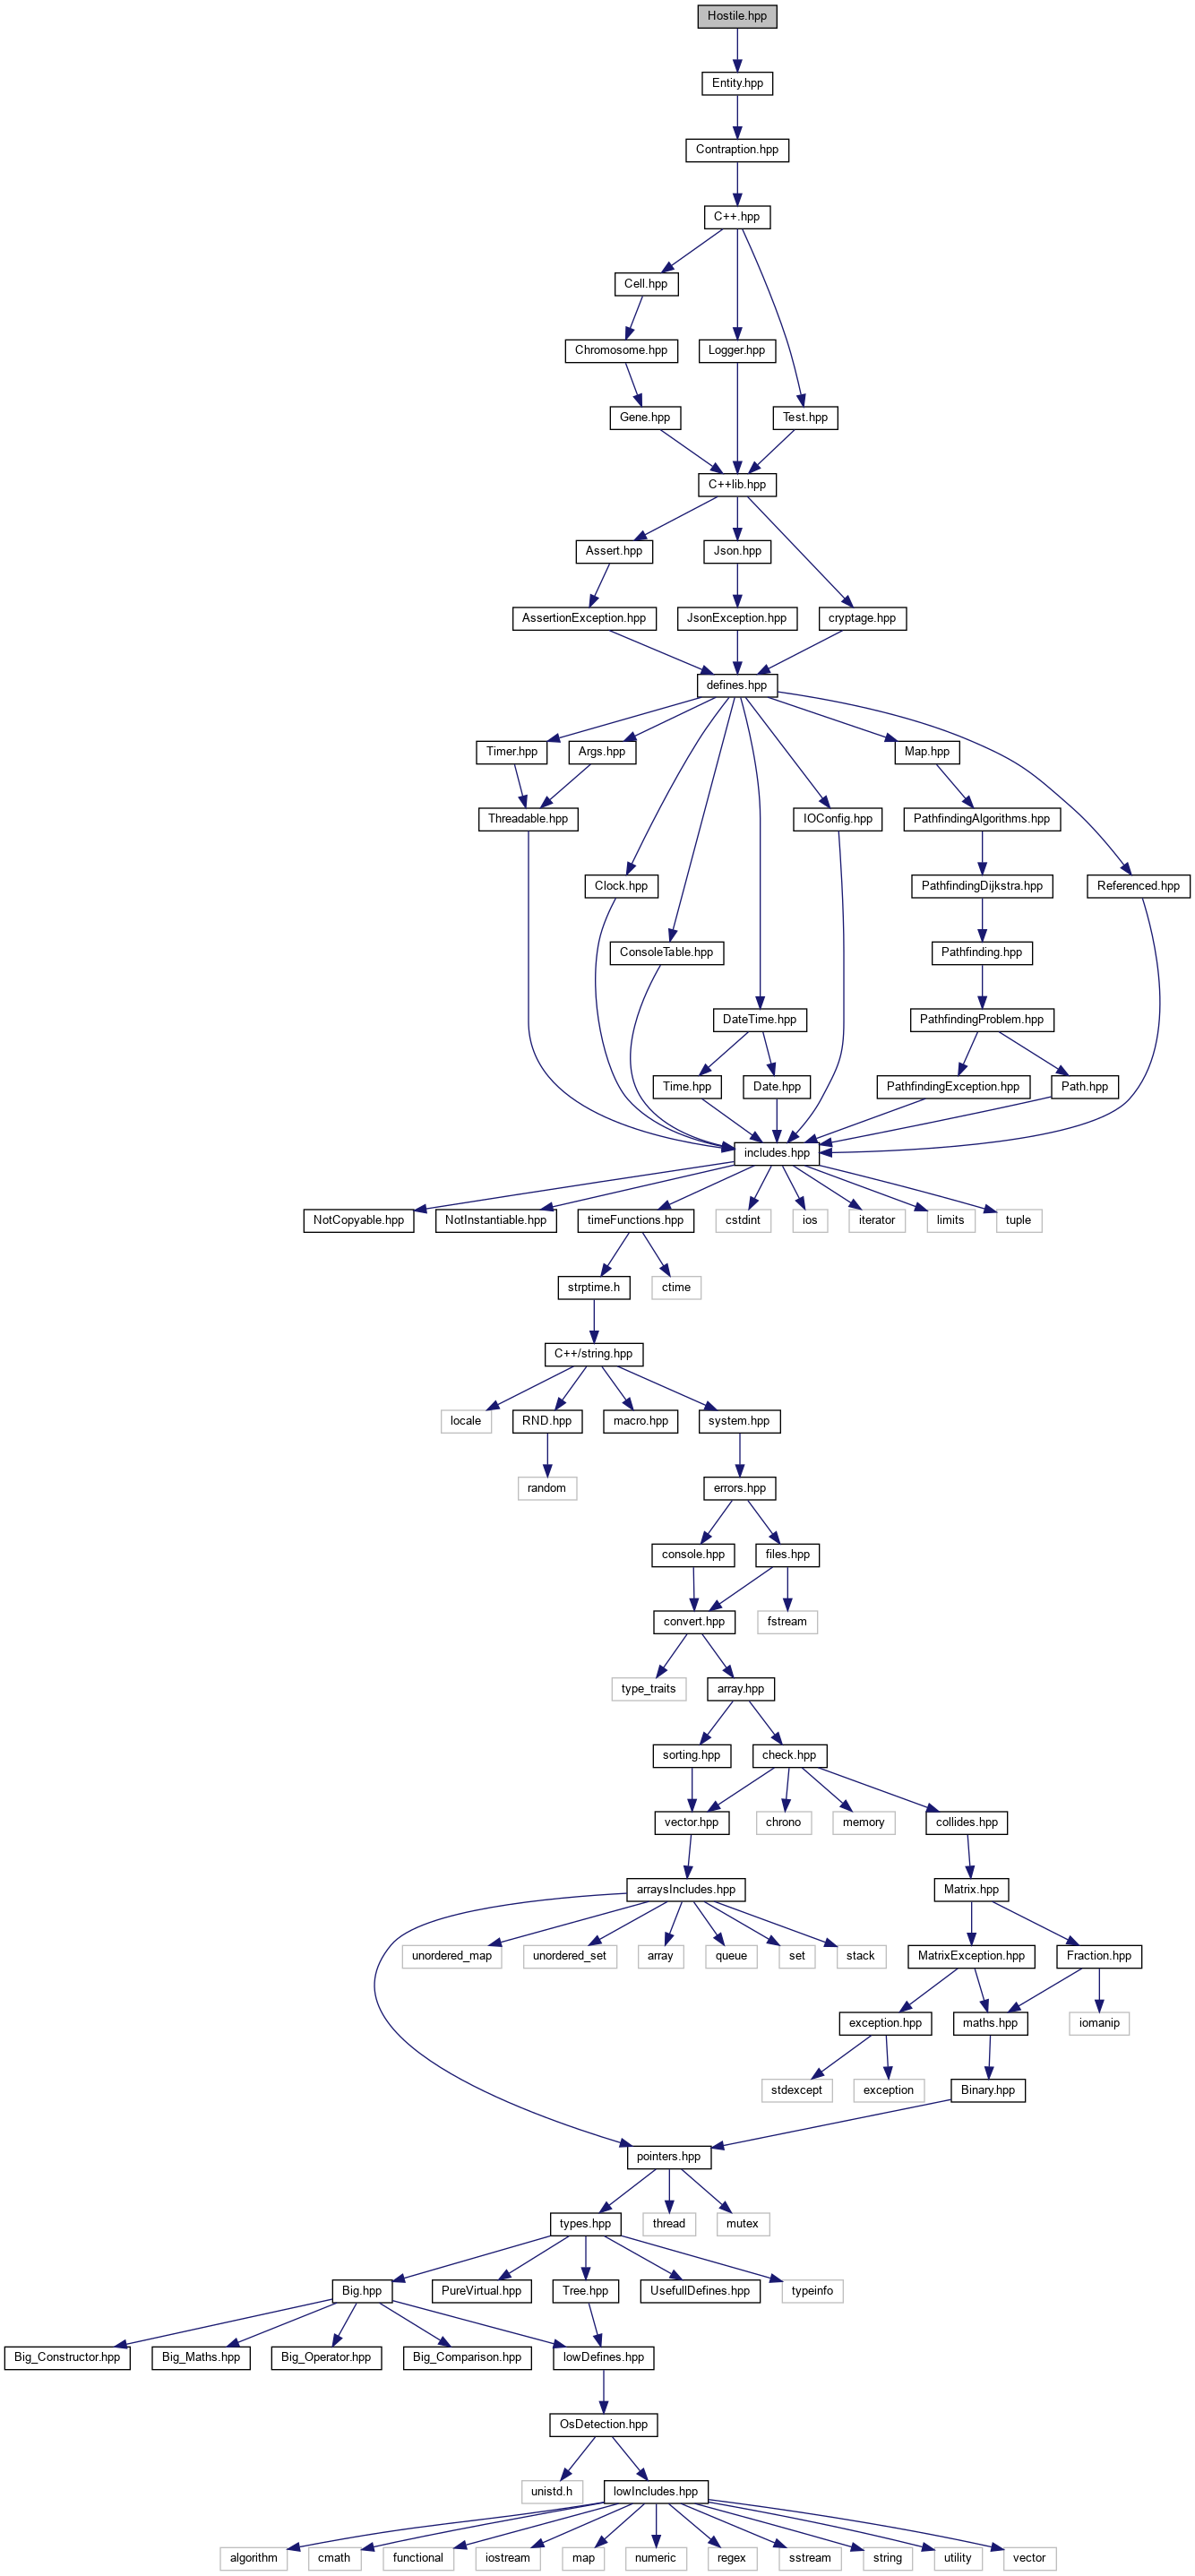 Hostile.hpp
Entity.hpp
Contraption.hpp
C++.hpp
Cell.hpp
Chromosome.hpp
Logger.hpp
Gene.hpp
Test.hpp
C++lib.hpp
Assert.hpp
Json.hpp
AssertionException.hpp
JsonException.hpp
cryptage.hpp
defines.hpp
Timer.hpp
Args.hpp
Map.hpp
Threadable.hpp
IOConfig.hpp
PathfindingAlgorithms.hpp
Clock.hpp
PathfindingDijkstra.hpp
Referenced.hpp
ConsoleTable.hpp
Pathfinding.hpp
DateTime.hpp
PathfindingProblem.hpp
Time.hpp
Date.hpp
PathfindingException.hpp
Path.hpp
includes.hpp
NotCopyable.hpp
NotInstantiable.hpp
timeFunctions.hpp
cstdint
ios
iterator
limits
tuple
strptime.h
ctime
C++/string.hpp
locale
RND.hpp
macro.hpp
system.hpp
random
errors.hpp
console.hpp
files.hpp
convert.hpp
fstream
type_traits
array.hpp
sorting.hpp
check.hpp
vector.hpp
chrono
memory
collides.hpp
arraysIncludes.hpp
Matrix.hpp
unordered_map
unordered_set
array
queue
set
stack
MatrixException.hpp
Fraction.hpp
exception.hpp
maths.hpp
iomanip
stdexcept
exception
Binary.hpp
pointers.hpp
types.hpp
thread
mutex
Big.hpp
PureVirtual.hpp
Tree.hpp
UsefullDefines.hpp
typeinfo
Big_Constructor.hpp
Big_Maths.hpp
Big_Operator.hpp
Big_Comparison.hpp
lowDefines.hpp
OsDetection.hpp
unistd.h
lowIncludes.hpp
algorithm
cmath
functional
iostream
map
numeric
regex
sstream
string
utility
vector